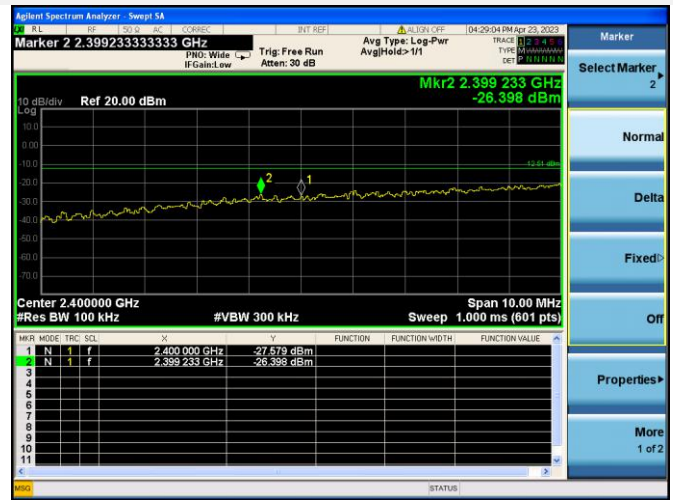 Agilent Spectrum Analyzer - Swept SA
RL RF 50 Ω AC CORREC INT REF ALIGN OFF 04:29:04 PM Apr 23, 2023
Marker 2 2.399233333333 GHz
PNO: Wide
IFGain:Low
Trig: Free Run
Atten: 30 dB
Avg Type: Log-Pwr
Avg|Hold:>1/1
TRACE 1 2 3 4 5 6
TYPE
DET P N N N N N
Mkr2 2.399 233 GHz
-26.398 dBm
10 dB/div Ref 20.00 dBm
Log
10.0
0.00
-10.0
-20.0
-30.0
-40.0
-50.0
-60.0
-70.0
2
1
Center 2.400000 GHz Span 10.00 MHz
#Res BW 100 kHz #VBW 300 kHz Sweep 1.000 ms (601 pts)
MKR MODE TRC SCL X Y FUNCTION FUNCTION WIDTH FUNCTION VALUE
1 N 1 f 2.400 000 GHz -27.579 dBm
2 N 1 f 2.399 233 GHz -26.398 dBm
3
4
5
6
7
8
9
10
11
MSG STATUS
Marker
Select Marker
2
Normal
Delta
Fixed
Off
Properties
More
1 of 2